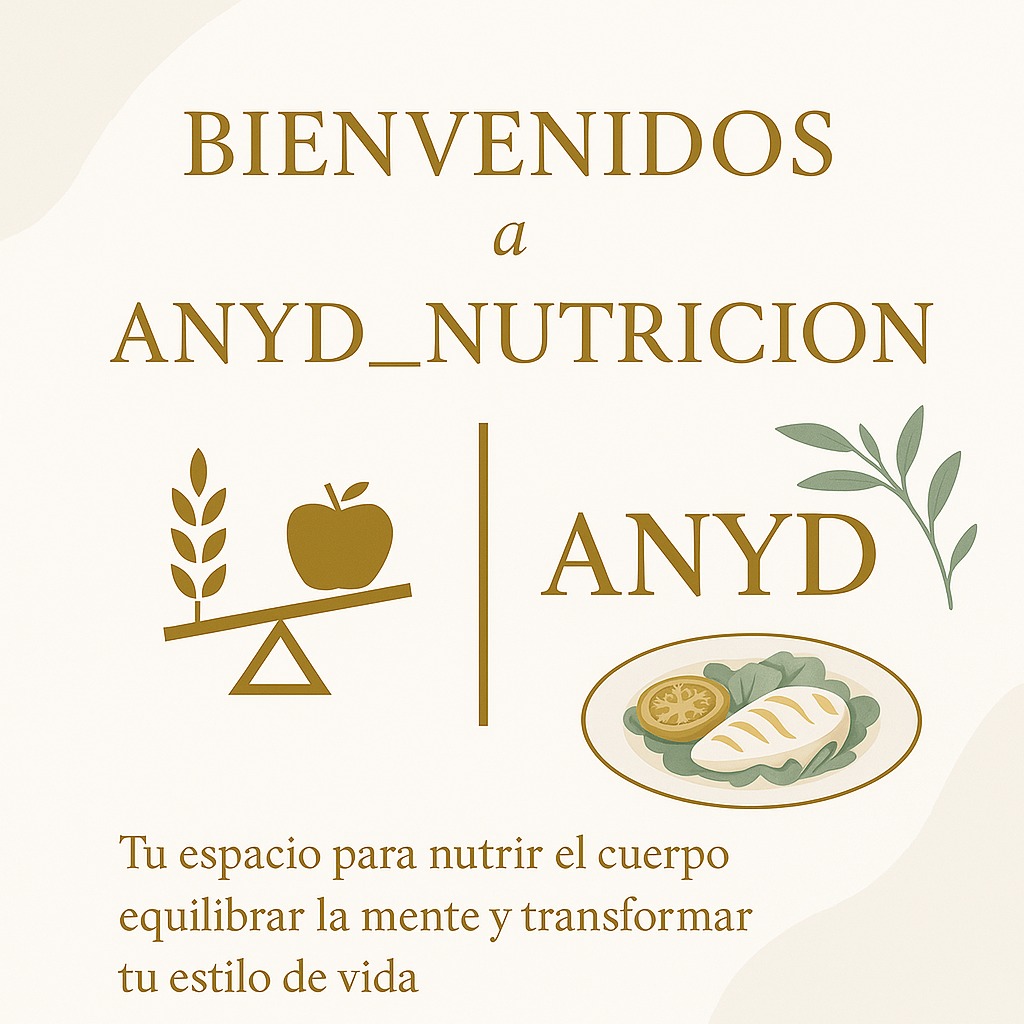 BIENVENIDOS
a
ANYD_NUTRICION
ANYD
Tu espacio para nutrir el cuerpo
equilibrar la mente y transformar
tu estilo de vida